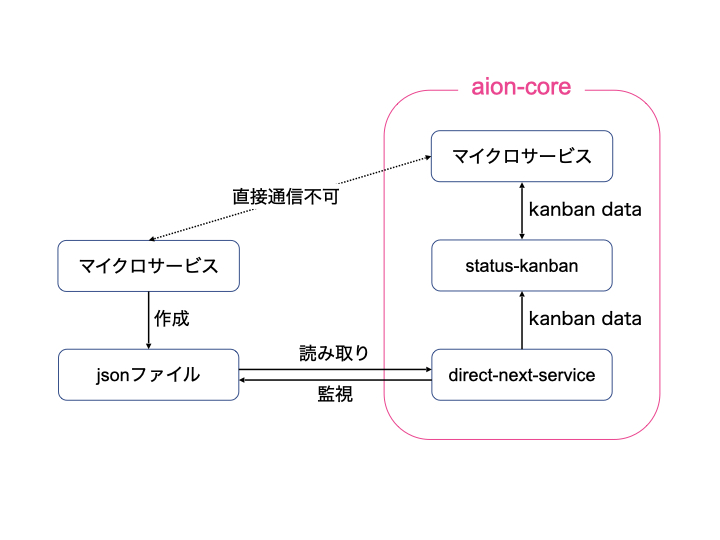 aion-core
マイクロサービス
直接通信不可
kanban data
マイクロサービス
status-kanban
作成
kanban data
jsonファイル
読み取り
監視
direct-next-service